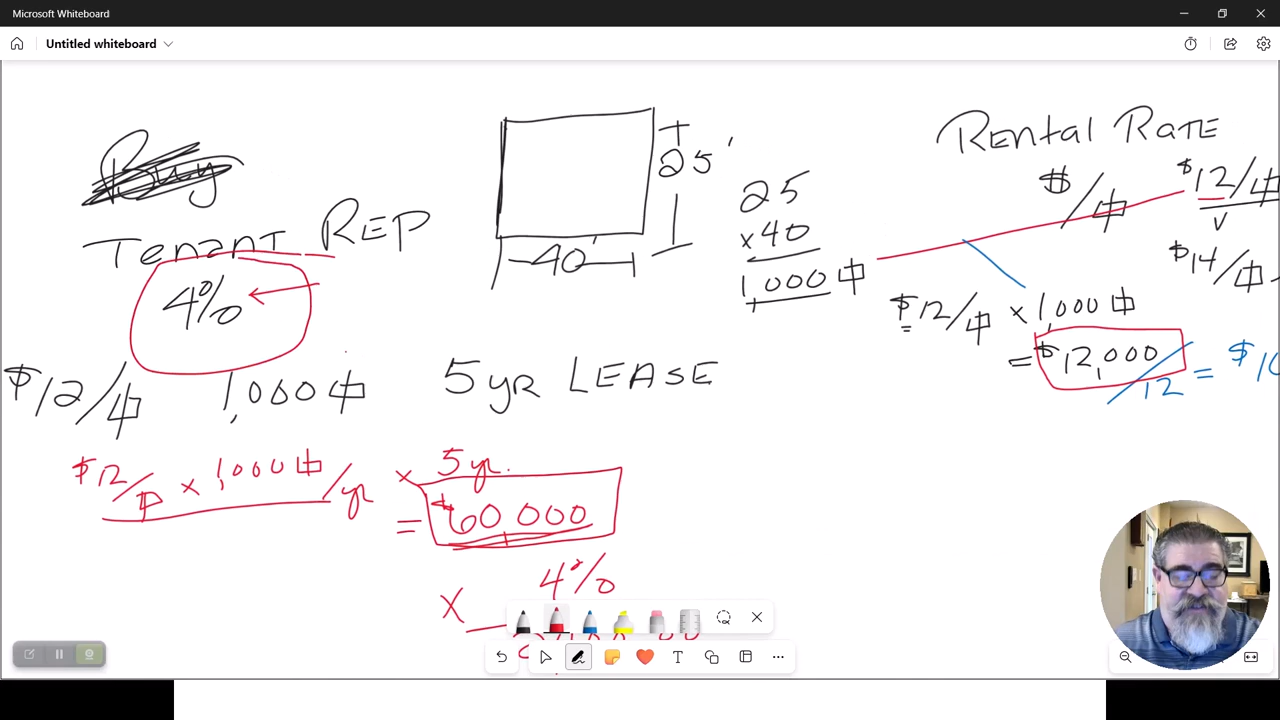 Microsoft Whiteboard
Untitled whiteboard
Buy
Tenant REP
4%
25'
40'
25
x40
1,000 ⏍
Rental RATE
$/⏍
$12/⏍
$14/⏍
$12/⏍ x 1,000 ⏍
= $12,000
/12 = $10
$12/⏍ 1,000 ⏍ 5 yr LEASE
$12/⏍ x 1,000 ⏍/yr x 5 yr.
= $60,000
x 4%